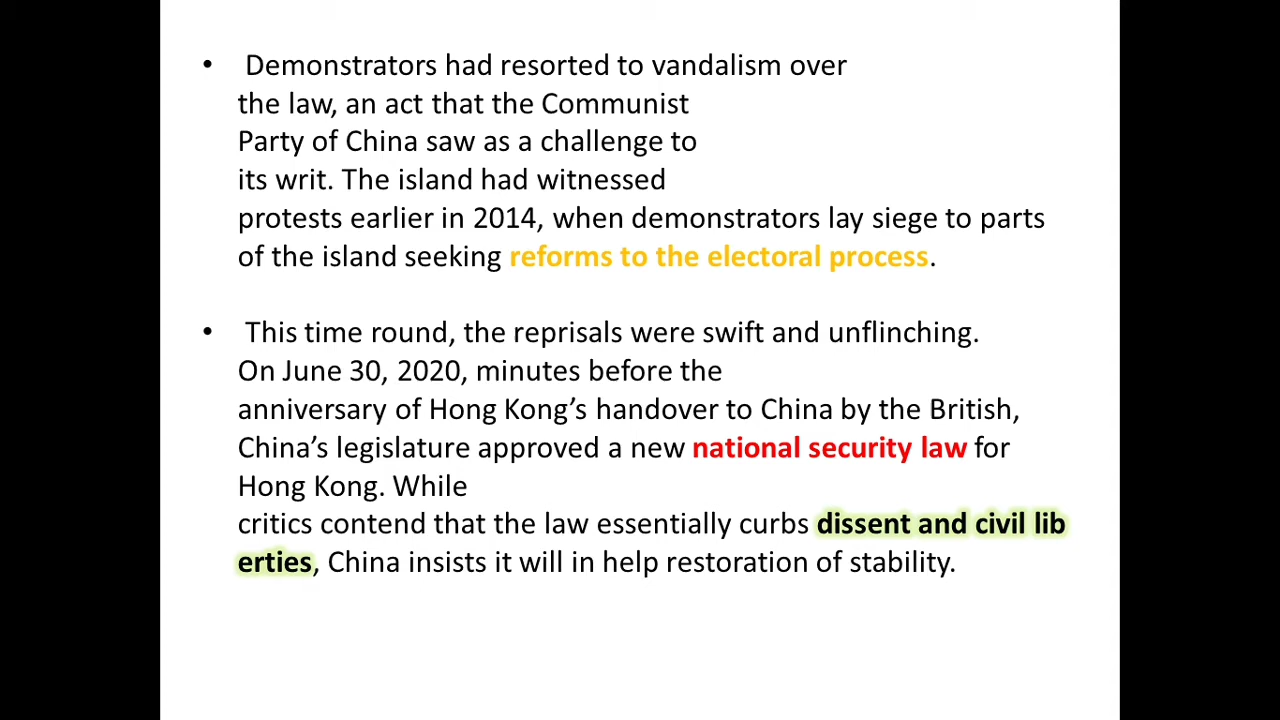 • Demonstrators had resorted to vandalism over
the law, an act that the Communist
Party of China saw as a challenge to
its writ. The island had witnessed
protests earlier in 2014, when demonstrators lay siege to parts
of the island seeking reforms to the electoral process.
• This time round, the reprisals were swift and unflinching.
On June 30, 2020, minutes before the
anniversary of Hong Kong’s handover to China by the British,
China’s legislature approved a new national security law for
Hong Kong. While
critics contend that the law essentially curbs dissent and civil lib
erties, China insists it will in help restoration of stability.